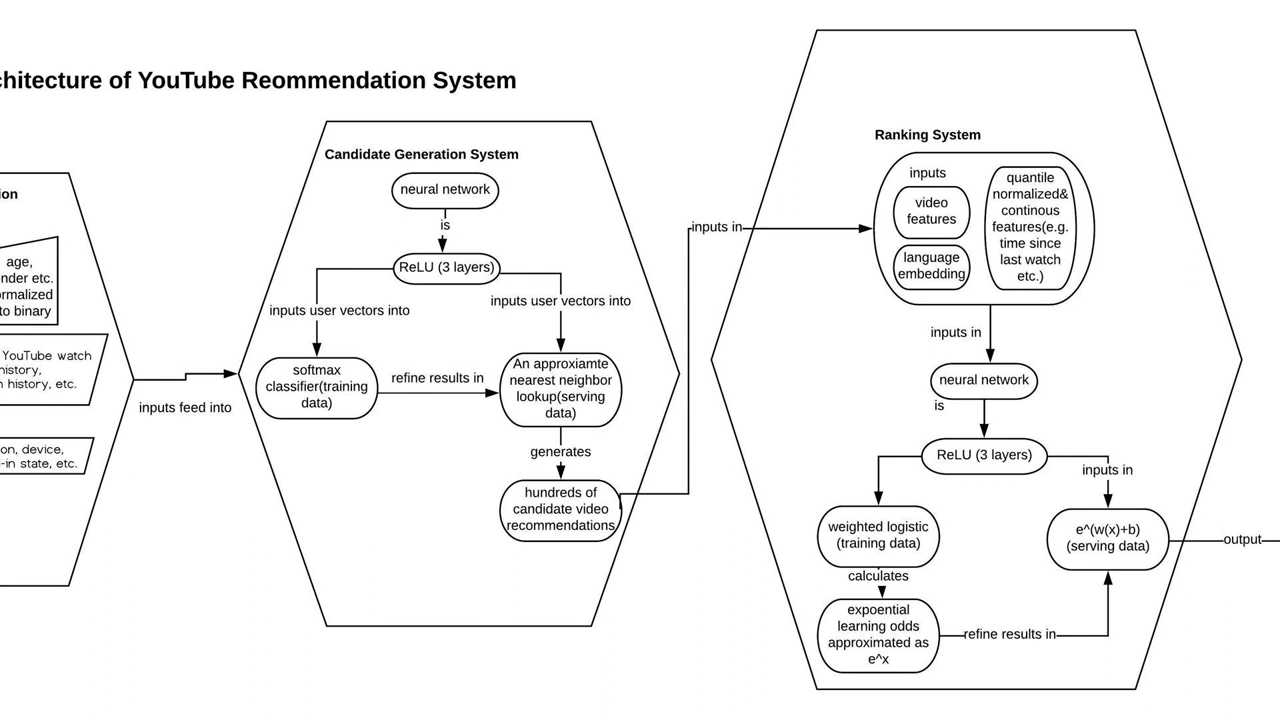 chitecture of YouTube Reommendation System
ion
age,
nder etc.
ormalized
to binary
YouTube watch
history,
h history, etc.
on, device,
-in state, etc.
inputs feed into
Candidate Generation System
neural network
is
ReLU (3 layers)
inputs user vectors into
inputs user vectors into
softmax
classifier(training
data)
refine results in
An approxiamte
nearest neighbor
lookup(serving
data)
generates
hundreds of
candidate video
recommendations
inputs in
Ranking System
inputs
video
features
language
embedding
quantile
normalized&
continous
features(e.g.
time since
last watch
etc.)
inputs in
neural network
is
ReLU (3 layers)
inputs in
weighted logistic
(training data)
calculates
expoential
learning odds
approximated as
e^x
refine results in
e^(w(x)+b)
(serving data)
output